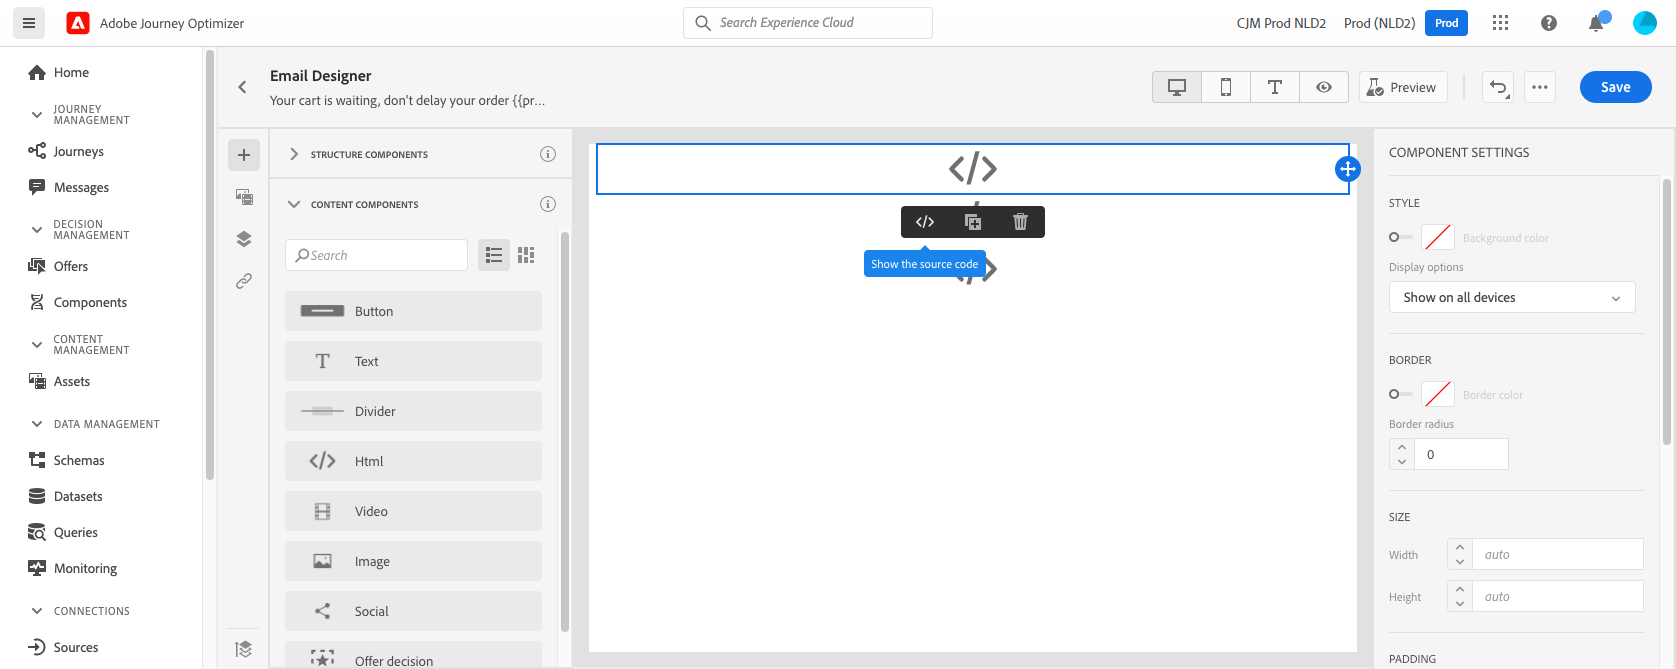 Adobe Journey Optimizer
Search Experience Cloud
CJM Prod NLD2
Prod (NLD2)
Prod
Home
JOURNEY
MANAGEMENT
Journeys
Messages
DECISION
MANAGEMENT
Offers
Components
CONTENT
MANAGEMENT
Assets
DATA MANAGEMENT
Schemas
Datasets
Queries
Monitoring
CONNECTIONS
Sources
Email Designer
Your cart is waiting, don't delay your order {{pr...
Preview
Save
STRUCTURE COMPONENTS
CONTENT COMPONENTS
Search
Button
Text
Divider
Html
Video
Image
Social
Offer decision
Show the source code
COMPONENT SETTINGS
STYLE
Background color
Display options
Show on all devices
BORDER
Border color
Border radius
0
SIZE
Width
auto
Height
auto
PADDING